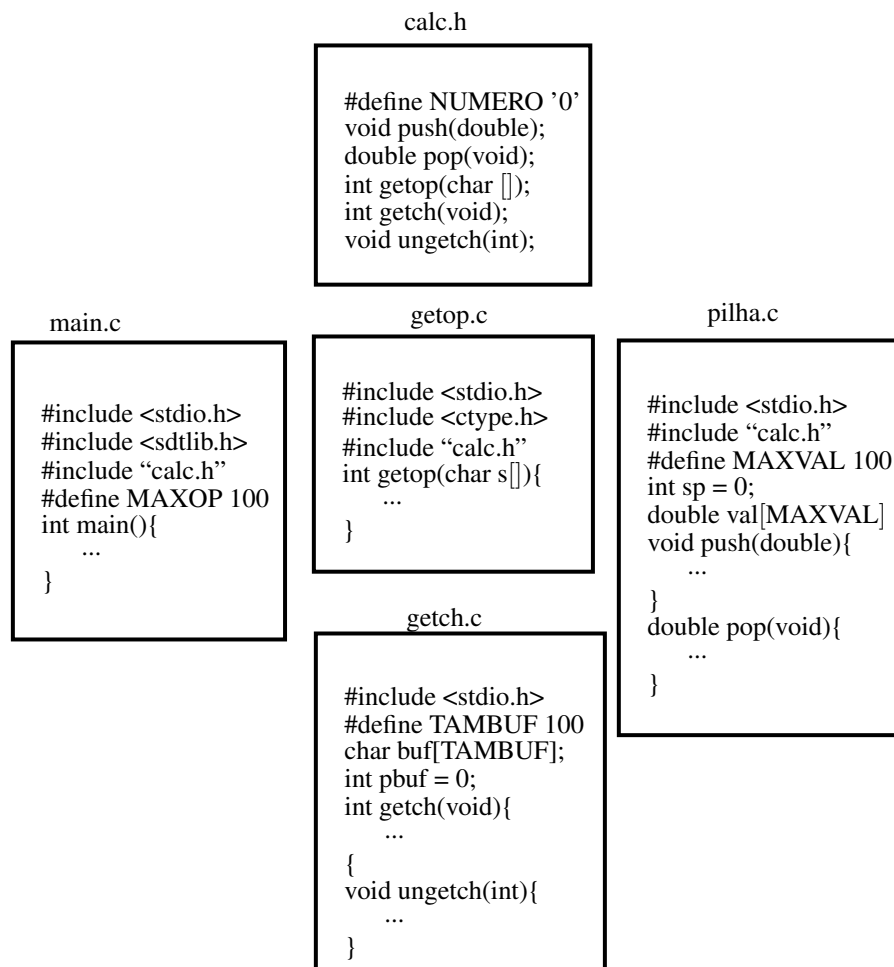 calc.h
#define NUMERO ’0’
void push(double);
double pop(void);
int getop(char []);
int getch(void);
void ungetch(int);
main.c
#include <stdio.h>
#include <sdtlib.h>
#include “calc.h”
#define MAXOP 100
int main(){
...
}
getop.c
#include <stdio.h>
#include <ctype.h>
#include “calc.h”
int getop(char s[]){
...
}
pilha.c
#include <stdio.h>
#include “calc.h”
#define MAXVAL 100
int sp = 0;
double val[MAXVAL]
void push(double){
...
}
double pop(void){
...
}
getch.c
#include <stdio.h>
#define TAMBUF 100
char buf[TAMBUF];
int pbuf = 0;
int getch(void){
...
{
void ungetch(int){
...
}